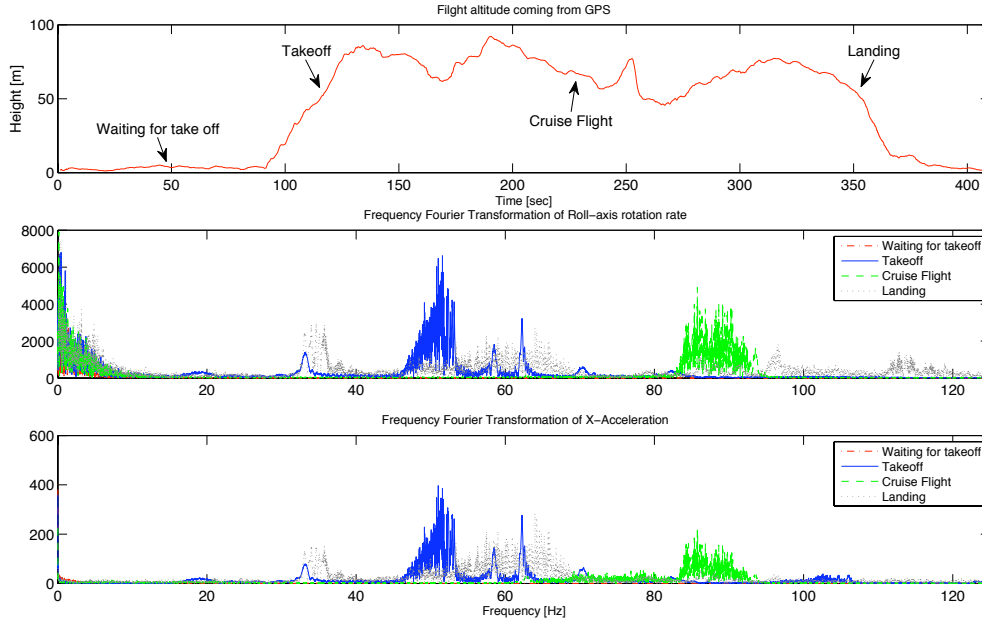 Filght altitude coming from GPS
100
50
0
Height [m]
Waiting for take off
Takeoff
Cruise Flight
Landing
0 50 100 150 200 250 300 350 400
Time [sec]
Frequency Fourier Transformation of Roll-axis rotation rate
8000
6000
4000
2000
0
Waiting for takeoff
Takeoff
Cruise Flight
Landing
0 20 40 60 80 100 120
Frequency Fourier Transformation of X-Acceleration
600
400
200
0
Waiting for takeoff
Takeoff
Cruise Flight
Landing
0 20 40 60 80 100 120
Frequency [Hz]